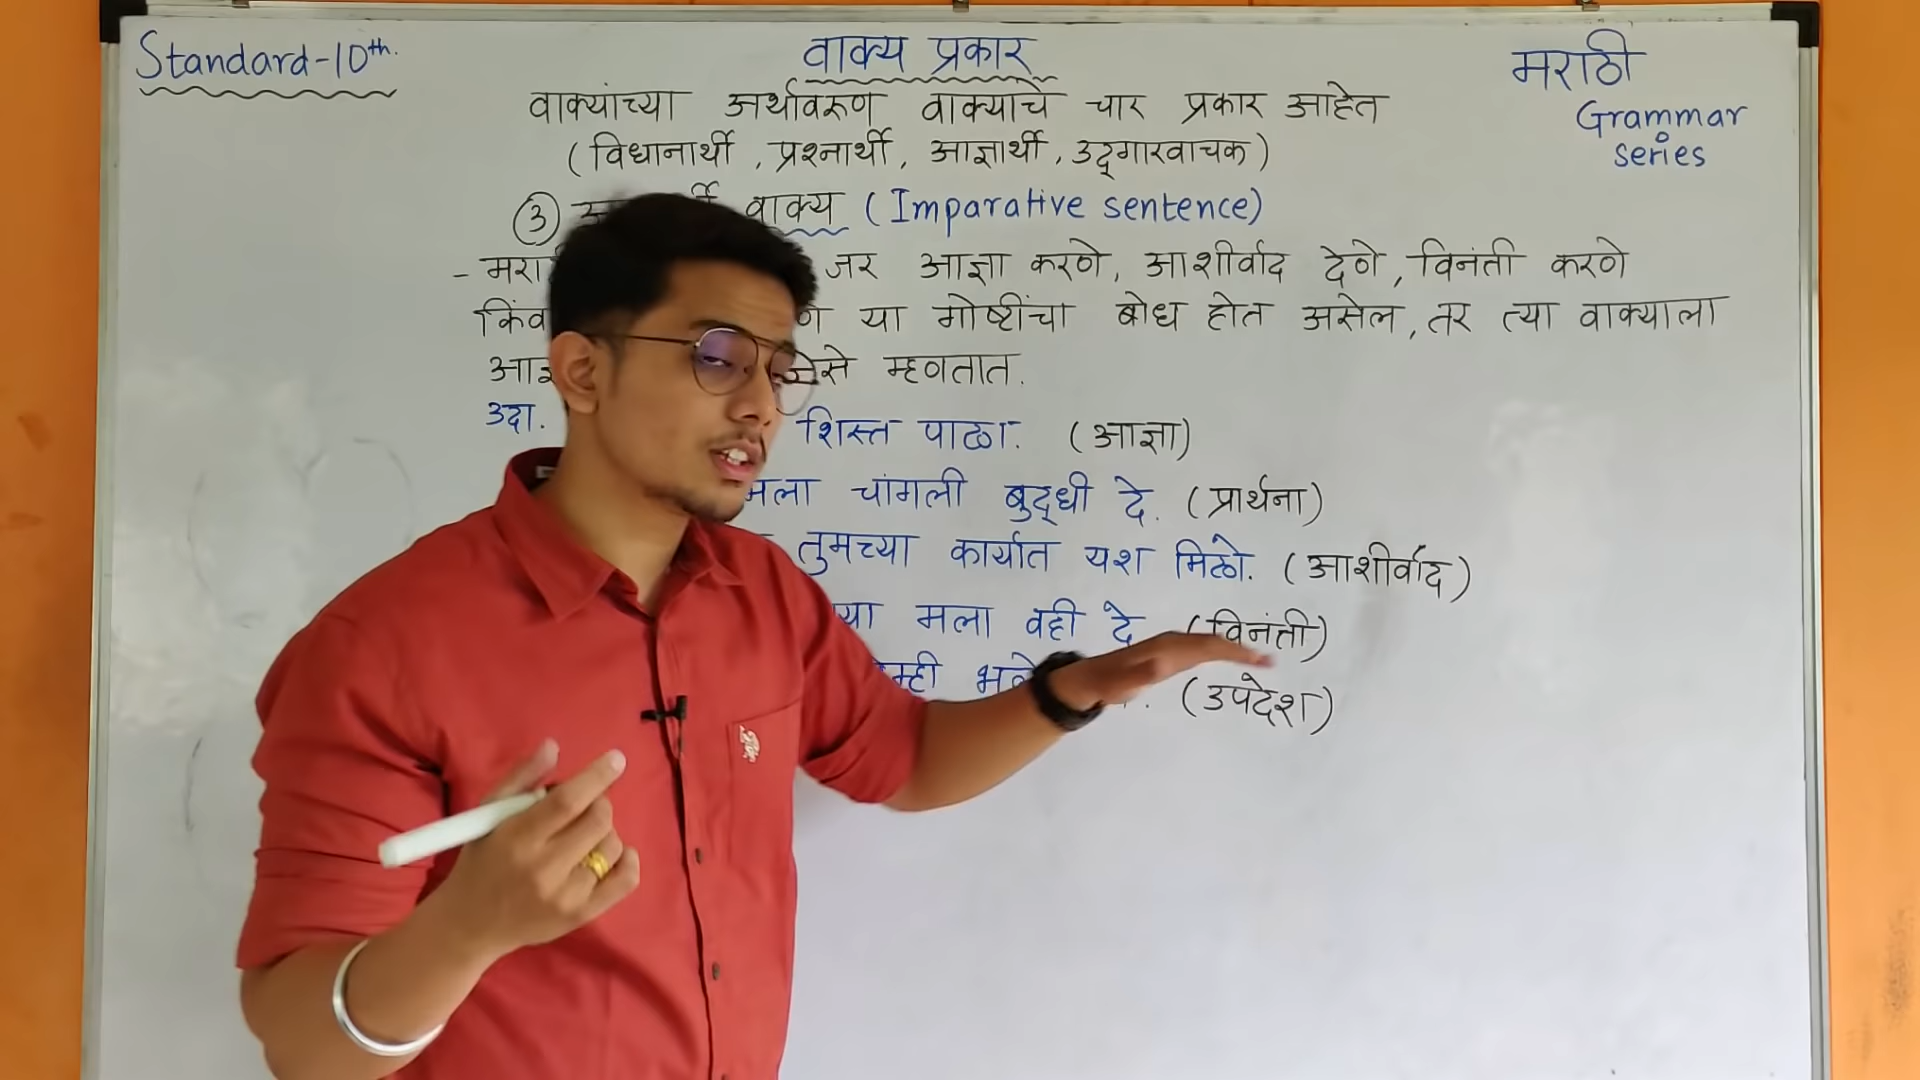 Standard-10th.
वाक्य प्रकार
मराठी
Grammar
series
वाक्यांच्या अर्थावरूण वाक्याचे चार प्रकार आहेत
(विधानार्थी, प्रश्नार्थी, आज्ञार्थी, उद्‌गारवाचक)
③ वाक्य (Imparative sentence)
- जर आज्ञा करणे, आशीर्वाद देणे, विनंती करणे
या गोष्टींचा बोध होत असेल, तर त्या वाक्याला
म्हणतात.
उदा. शिस्त पाळा. (आज्ञा)
मला चांगली बुद्‌धी दे. (प्रार्थना)
तुमच्या कार्यात यश मिळो. (आशीर्वाद)
मला वही दे. (विनंती)
(उपदेश)